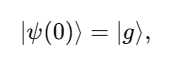 |ψ(0)⟩ = |g⟩,